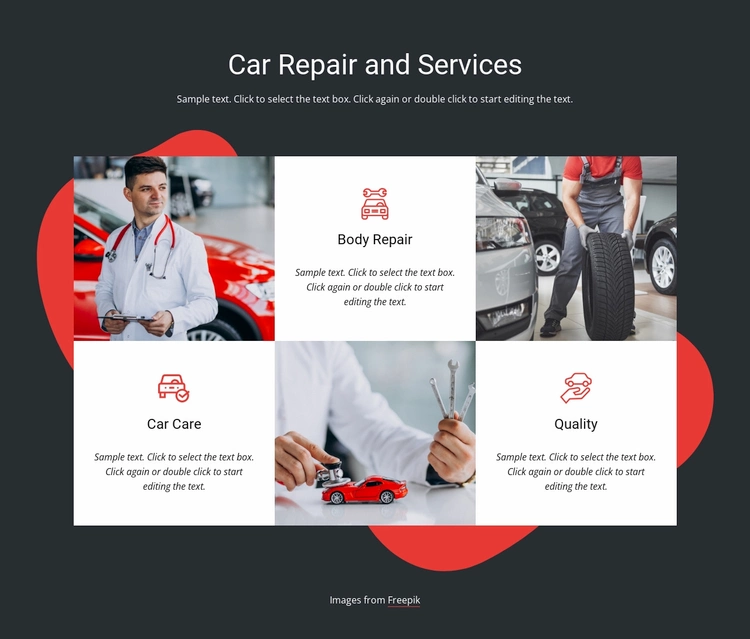 Car Repair and Services
Sample text. Click to select the text box. Click again or double click to start editing the text.
Body Repair
Sample text. Click to select the text box.
Click again or double click to start
editing the text.
Car Care
Sample text. Click to select the text box.
Click again or double click to start
editing the text.
Quality
Sample text. Click to select the text box.
Click again or double click to start
editing the text.
Images from Freepik